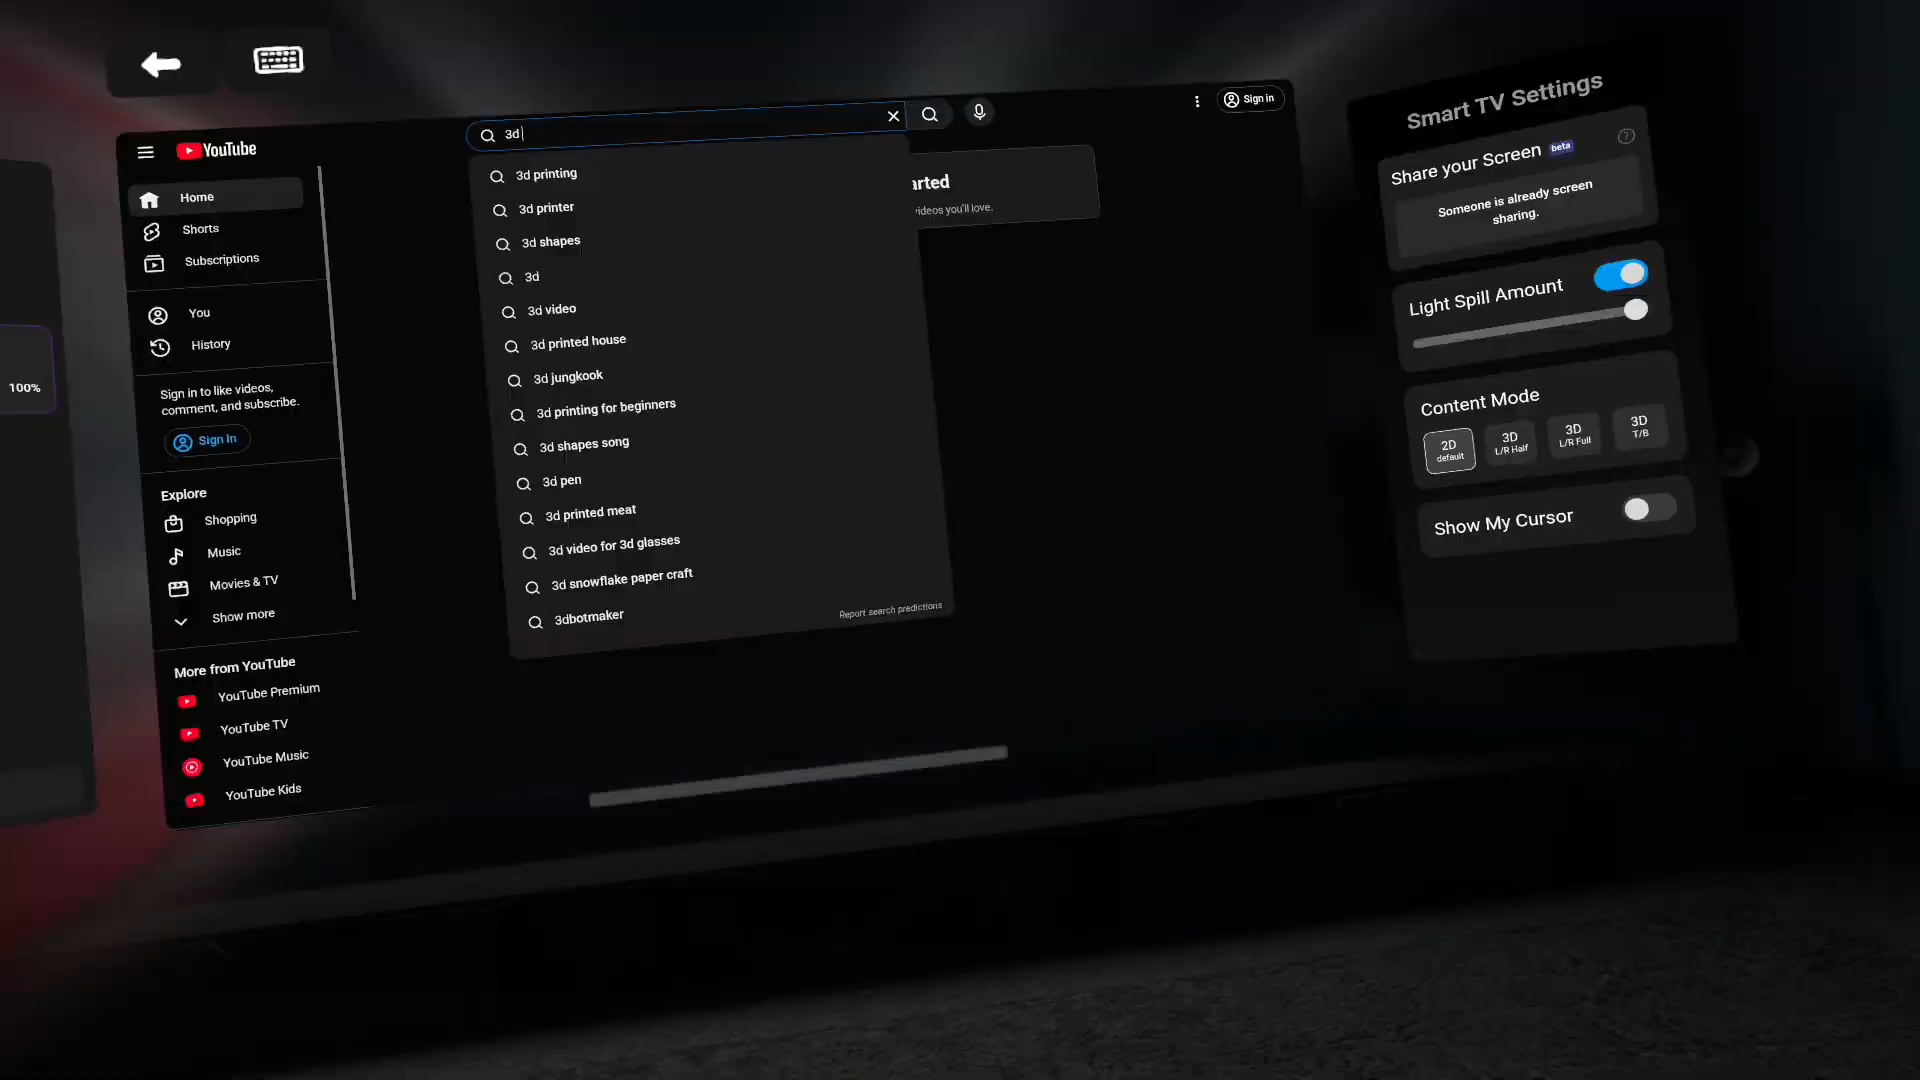 100%
YouTube
Home
Shorts
Subscriptions
You
History
Sign in to like videos,
comment, and subscribe.
Sign In
Explore
Shopping
Music
Movies & TV
Show more
More from YouTube
YouTube Premium
YouTube TV
YouTube Music
YouTube Kids
3d
3d printing
3d printer
3d shapes
3d
3d video
3d printed house
3d jungkook
3d printing for beginners
3d shapes song
3d pen
3d printed meat
3d video for 3d glasses
3d snowflake paper craft
3dbotmaker
Report search predictions
arted
videos you'll love.
Sign in
Smart TV Settings
Share your Screen beta
?
Someone is already screen
sharing.
Light Spill Amount
Content Mode
2D
default
3D
L/R Half
3D
L/R Full
3D
T/B
Show My Cursor